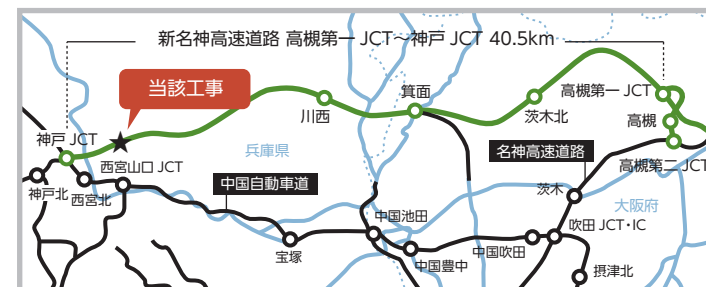 新名神高速道路 高槻第一 JCT～神戸 JCT 40.5km
当該工事
神戸 JCT
川西
箕面
茨木北
高槻第一 JCT
高槻
高槻第二 JCT
兵庫県
名神高速道路
西宮山口 JCT
神戸北
西宮北
中国自動車道
茨木
大阪府
中国池田
吹田 JCT・IC
宝塚
中国豊中
中国吹田
摂津北